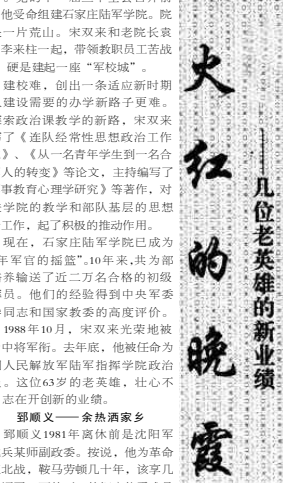 火红的晚霞
——几位老英雄的新业绩
他受命组建石家庄陆军学院。院
一片荒山。宋双来和老院长袁
李来柱一起，带领教职员工苦战
硬是建起一座“军校城”。
建校难，创出一条适应新时期
建设需要的办学新路子更难。
索政治课教学的新路，宋双来
了《连队经常性思想政治工作
》、《从一名青年学生到一名合
人的转变》等论文，主持编写了
事教育心理学研究》等著作，对
学院的教学和部队基层的思想
工作，起了积极的推动作用。
现在，石家庄陆军学院已成为
年军官的摇篮”。10年来，共为部
养输送了近二万名合格的初级
员。他们的经验得到中央军委
同志和国家教委的高度评价。
1988年10月，宋双来光荣地被
中将军衔。去年底，他被任命为
人民解放军陆军指挥学院政治
。这位63岁的老英雄，壮心不
志在开创新的业绩。
郅顺义——余热洒家乡
郅顺义1981年离休前是沈阳军
兵某师副政委。按说，他为革命
北战，鞍马劳顿几十年，该享几